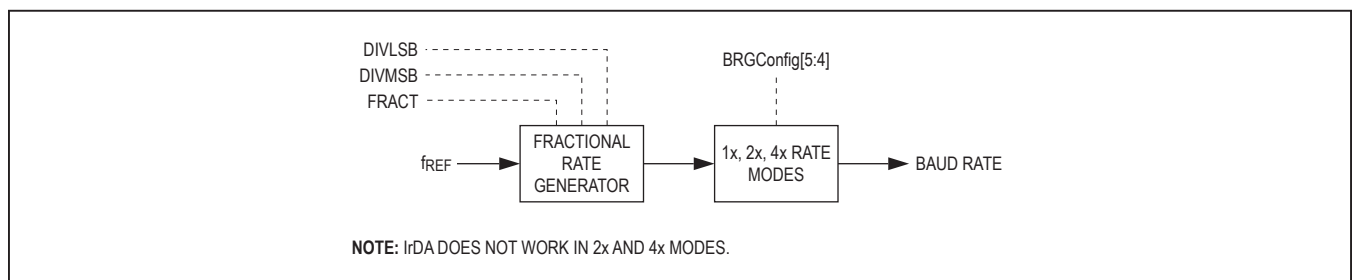 DIVLSB
DIVMSB
FRACT
BRGConfig[5:4]
fREF
FRACTIONAL
RATE
GENERATOR
1x, 2x, 4x RATE
MODES
BAUD RATE
NOTE: IrDA DOES NOT WORK IN 2x AND 4x MODES.